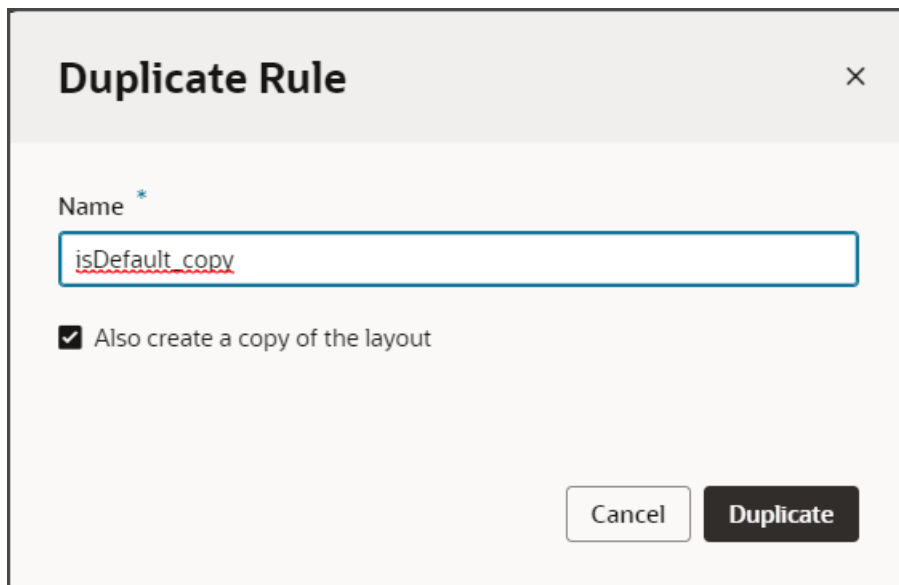 Duplicate Rule
Name *
isDefault_copy
Also create a copy of the layout
Cancel Duplicate